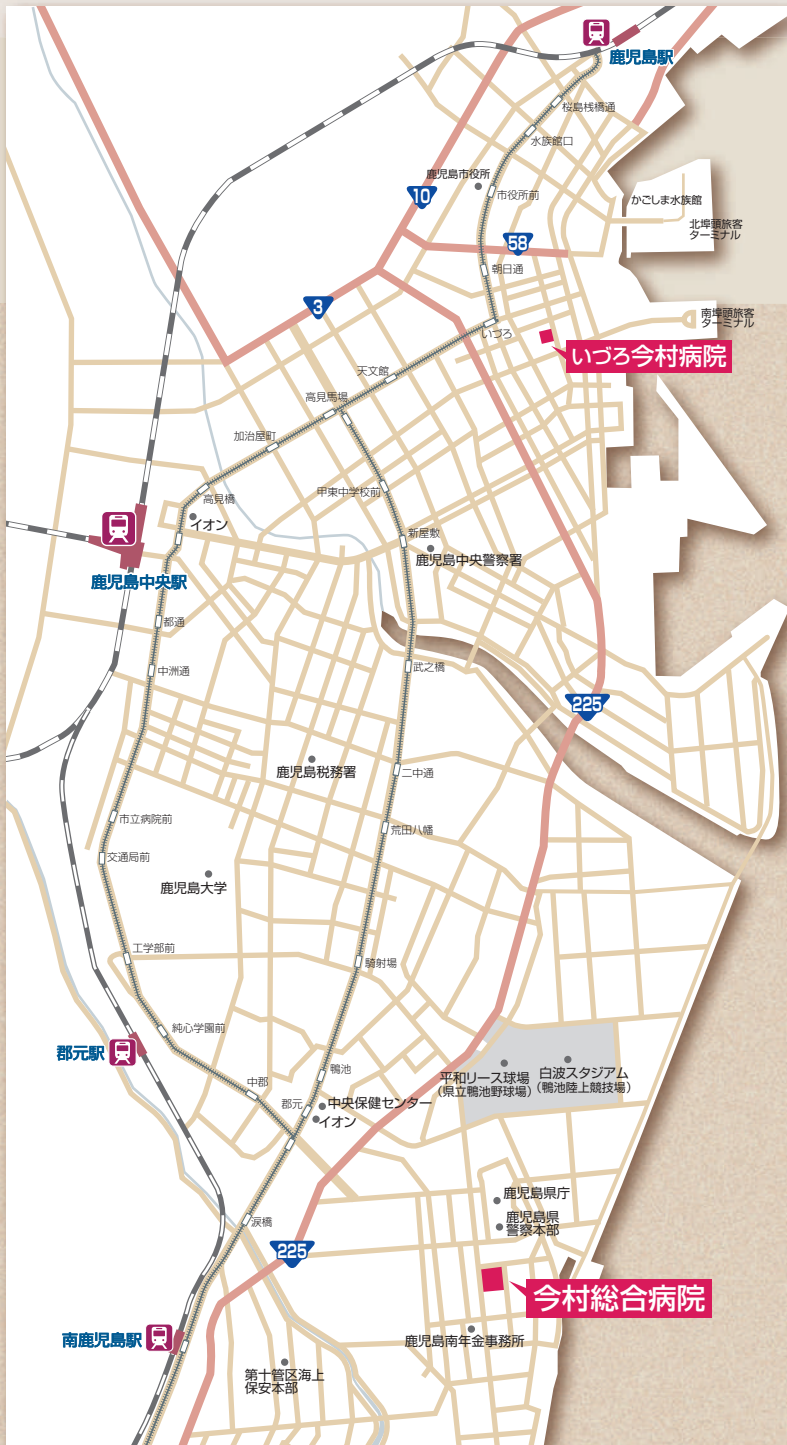 鹿児島駅
桜島桟橋通
水族館口
鹿児島市役所
10
市役所前
かごしま水族館
北埠頭旅客
ターミナル
58
朝日通
3
南埠頭旅客
ターミナル
いづろ
いづろ今村病院
天文館
高見馬場
加治屋町
甲東中学校前
高見橋
イオン
新屋敷
鹿児島中央警察署
鹿児島中央駅
都通
中洲通
武之橋
225
鹿児島税務署
二中通
市立病院前
荒田八幡
交通局前
鹿児島大学
工学部前
騎射場
純心学園前
郡元駅
鴨池
平和リース球場
(県立鴨池野球場)
白波スタジアム
(鴨池陸上競技場)
中郡
郡元
中央保健センター
イオン
鹿児島県庁
鹿児島県
警察本部
涙橋
225
今村総合病院
南鹿児島駅
鹿児島南年金事務所
第十管区海上
保安本部